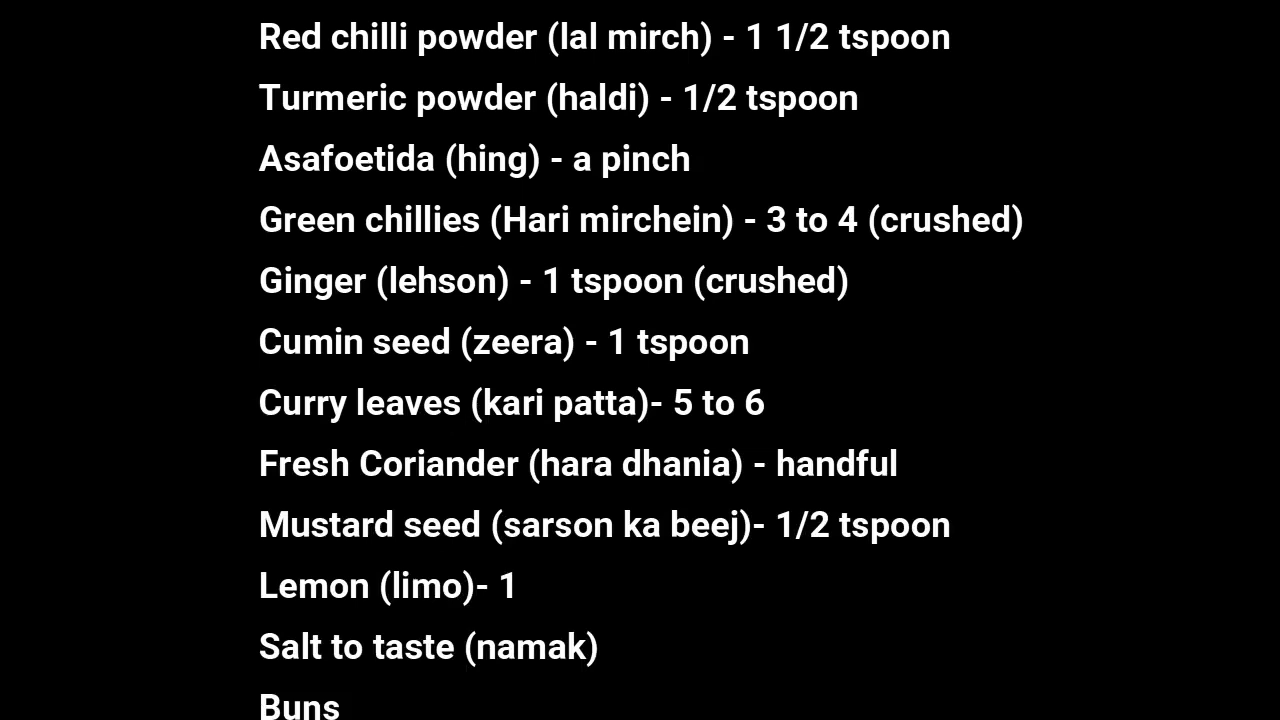 Red chilli powder (lal mirch) - 1 1/2 tspoon
Turmeric powder (haldi) - 1/2 tspoon
Asafoetida (hing) - a pinch
Green chillies (Hari mirchein) - 3 to 4 (crushed)
Ginger (lehson) - 1 tspoon (crushed)
Cumin seed (zeera) - 1 tspoon
Curry leaves (kari patta)- 5 to 6
Fresh Coriander (hara dhania) - handful
Mustard seed (sarson ka beej)- 1/2 tspoon
Lemon (limo)- 1
Salt to taste (namak)
Buns